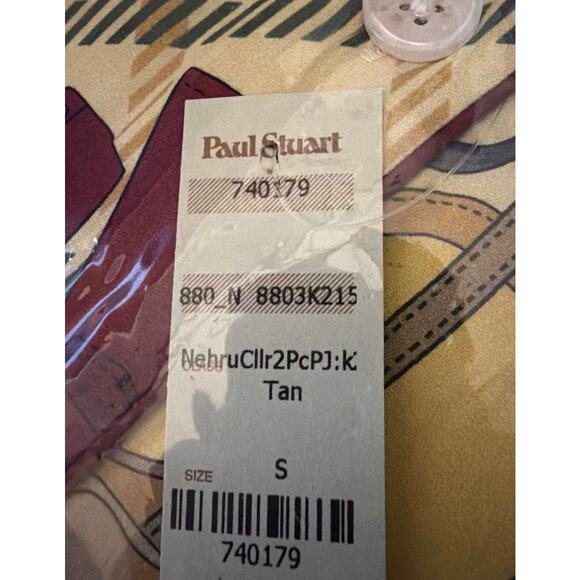 Paul Stuart
740179
880_N 8803K215
NehruCllr2PcPJ:K
Tan
S
SIZE
740179